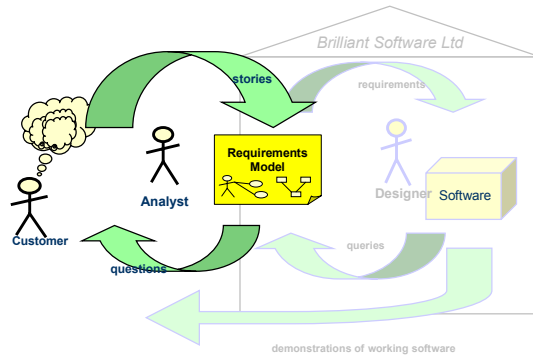 Brilliant Software Ltd
stories
requirements
Requirements
Model
Analyst
Designer
Software
Customer
questions
queries
demonstrations of working software